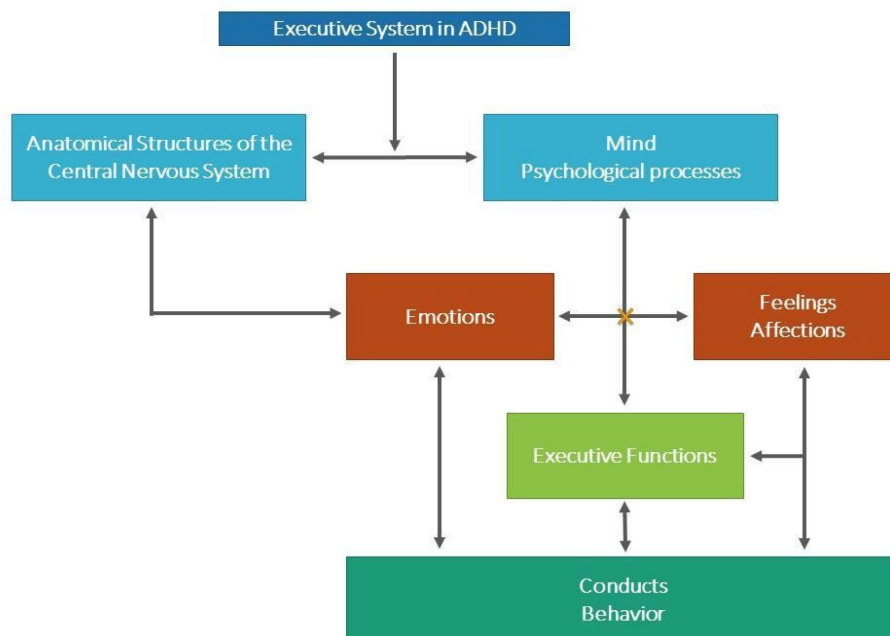 Executive System in ADHD
Anatomical Structures of the
Central Nervous System
Mind
Psychological processes
Emotions
Feelings
Affections
Executive Functions
Conducts
Behavior